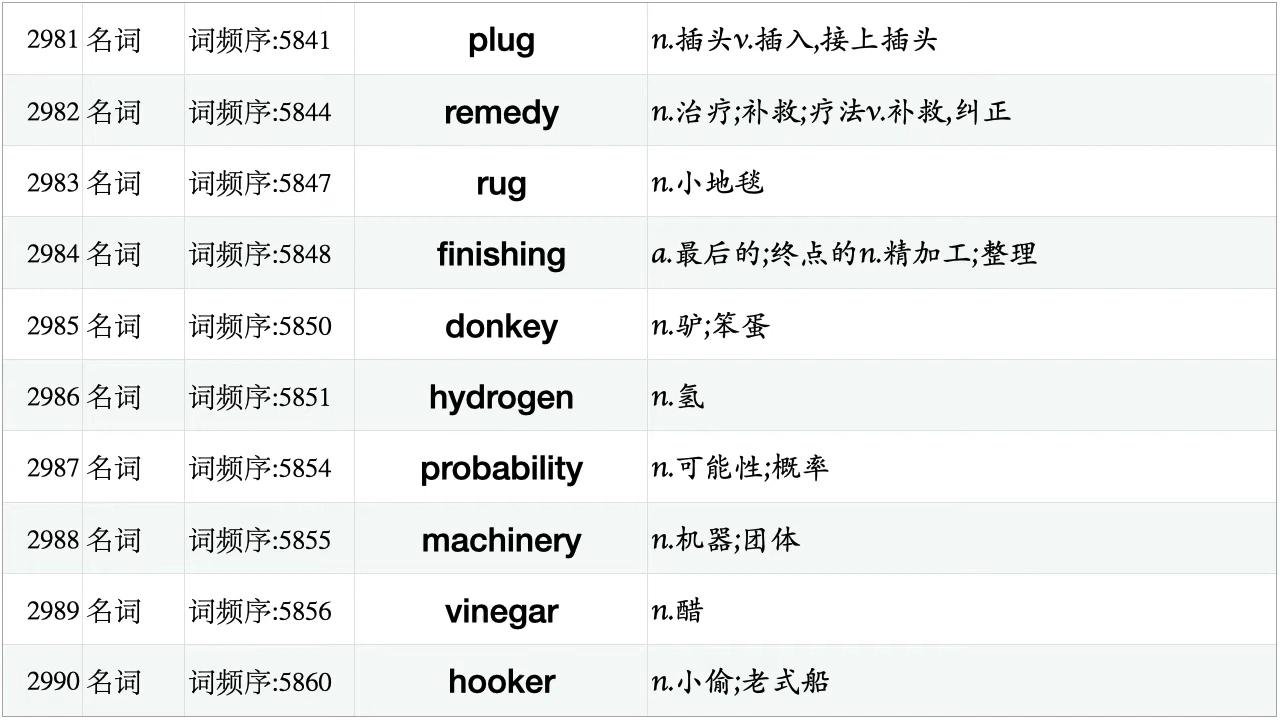 2981 名词 词频序:5841 plug n.插头v.插入,接上插头
2982 名词 词频序:5844 remedy n.治疗;补救;疗法v.补救,纠正
2983 名词 词频序:5847 rug n.小地毯
2984 名词 词频序:5848 finishing a.最后的;终点的n.精加工;整理
2985 名词 词频序:5850 donkey n.驴;笨蛋
2986 名词 词频序:5851 hydrogen n.氢
2987 名词 词频序:5854 probability n.可能性;概率
2988 名词 词频序:5855 machinery n.机器;团体
2989 名词 词频序:5856 vinegar n.醋
2990 名词 词频序:5860 hooker n.小偷;老式船